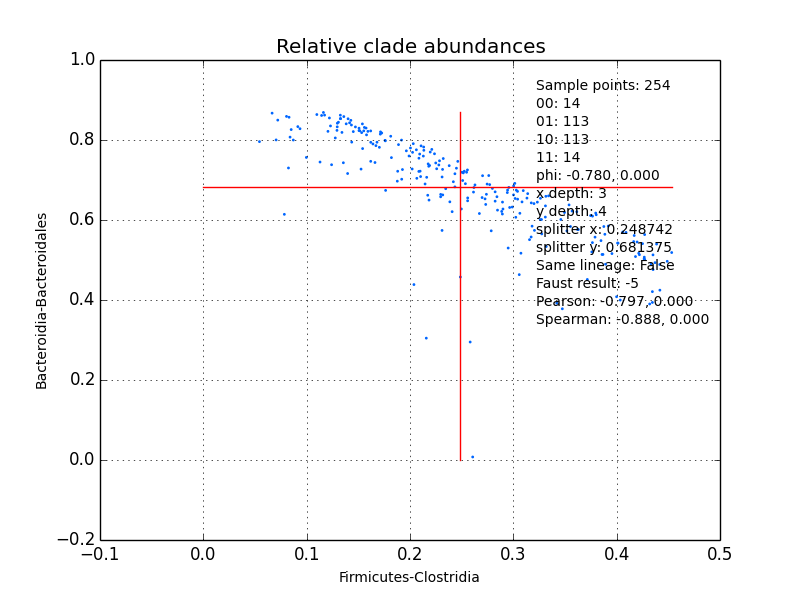 Relative clade abundances
Sample points: 254
00: 14
01: 113
10: 113
11: 14
phi: -0.780, 0.000
x depth: 3
y depth: 4
splitter x: 0.248742
splitter y: 0.681375
Same lineage: False
Faust result: -5
Pearson: -0.797, 0.000
Spearman: -0.888, 0.000
1.0
0.8
0.6
0.4
0.2
0.0
−0.2
−0.1
0.0
0.1
0.2
0.3
0.4
0.5
Bacteroidia-Bacteroidales
Firmicutes-Clostridia